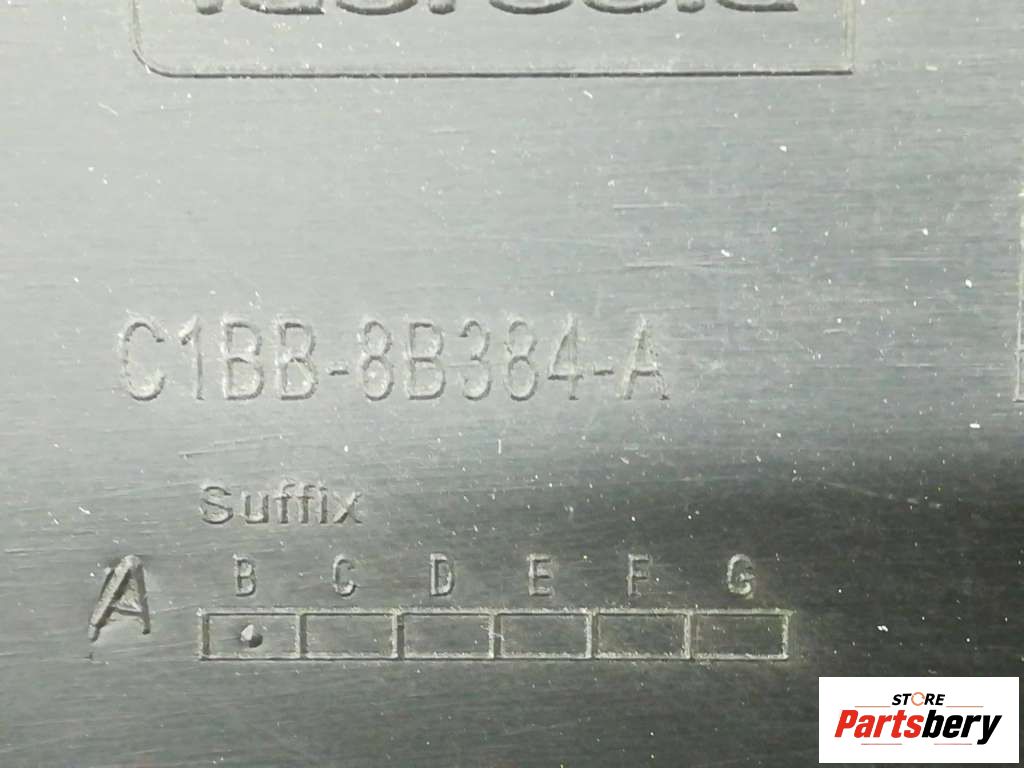 C1BB-8B384-A
Suffix
A B C D E F G
STORE
Partsbery